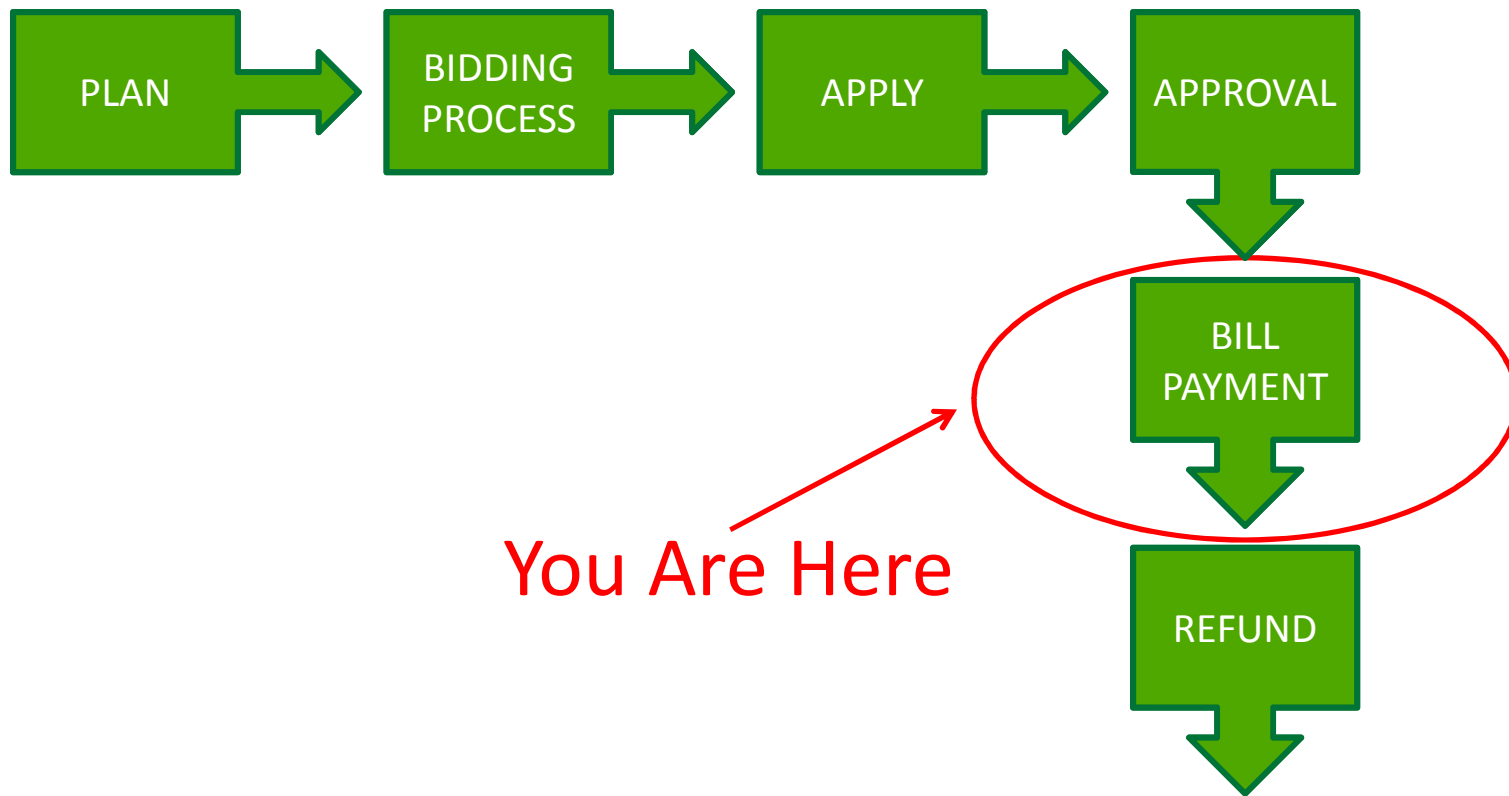 PLAN
BIDDING
PROCESS
APPLY
APPROVAL
BILL
PAYMENT
You Are Here
REFUND